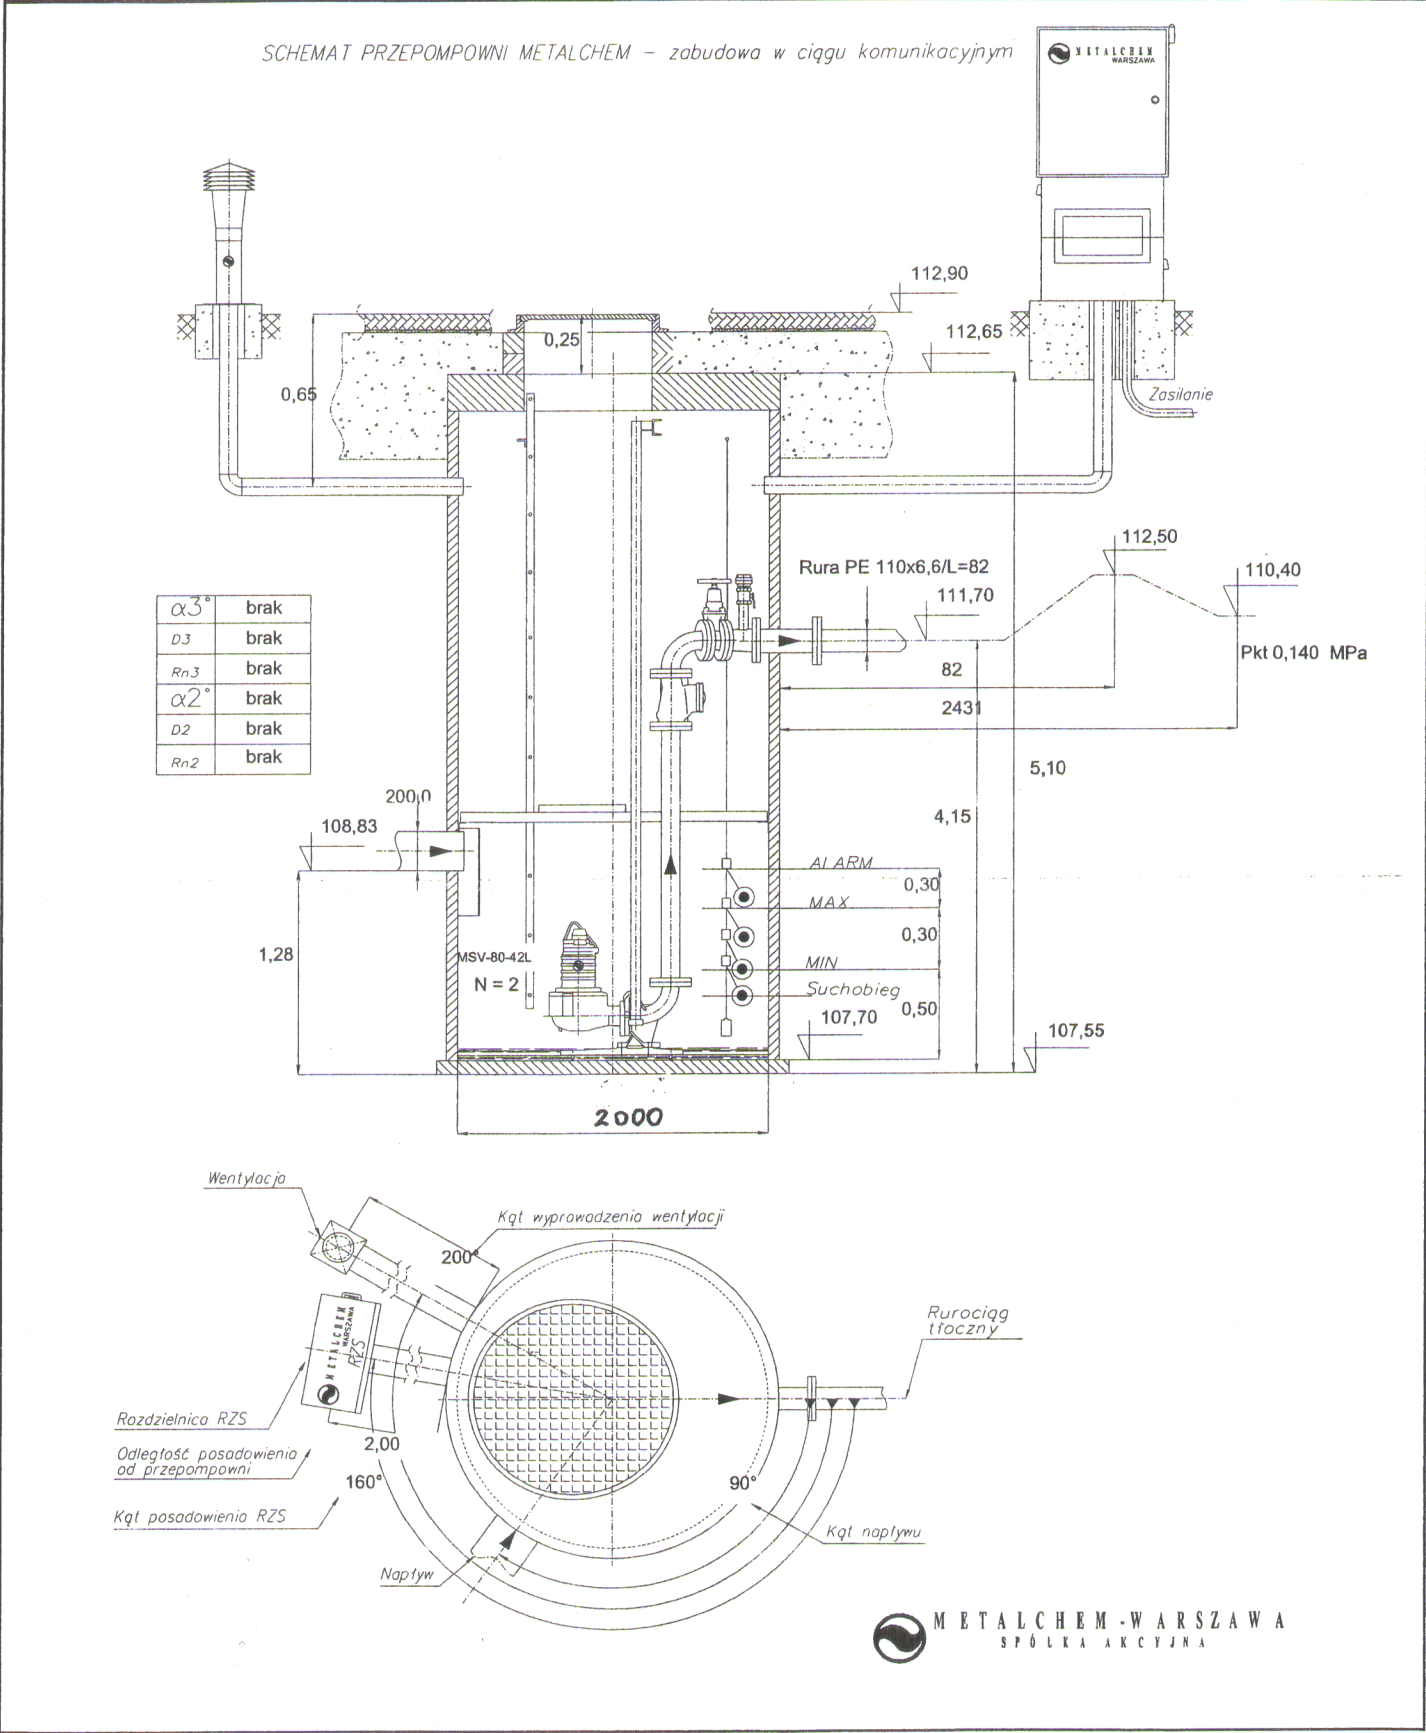 SCHEMAT PRZEPOMPOWNI METALCHEM – zabudowa w ciągu komunikacyjnym
METALCHEM
WARSZAWA
112,90
112,65
0,25
0,65
Zasilanie
112,50
Rura PE 110x6,6/L=82
110,40
111,70
α3° brak
D3 brak
Rn3 brak
α2° brak
D2 brak
Rn2 brak
82
Pkt 0,140 MPa
2431
5,10
200,0
108,83
4,15
ALARM
0,30
MAX
0,30
1,28
MSV-80-42L
MIN
N = 2
Suchobieg
0,50
107,70
107,55
2000
Wentylacja
Kąt wyprowadzenia wentylacji
200°
METALCHEM
WARSZAWA
RZS
Rurociąg
tłoczny
Rozdzielnica RZS
2,00
Odległość posadowienia
od przepompowni
160°
90°
Kąt posadowienia RZS
Kąt napływu
Napływ
METALCHEM-WARSZAWA
SPÓŁKA AKCYJNA